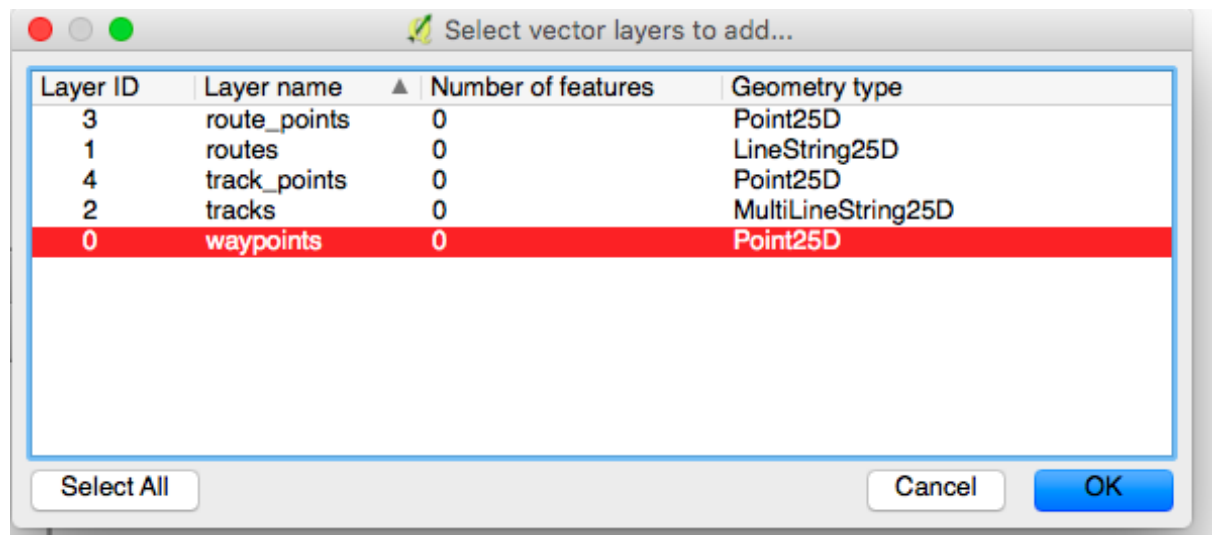 Select vector layers to add...
Layer ID Layer name Number of features Geometry type
3 route_points 0 Point25D
1 routes 0 LineString25D
4 track_points 0 Point25D
2 tracks 0 MultiLineString25D
0 waypoints 0 Point25D
Select All Cancel OK